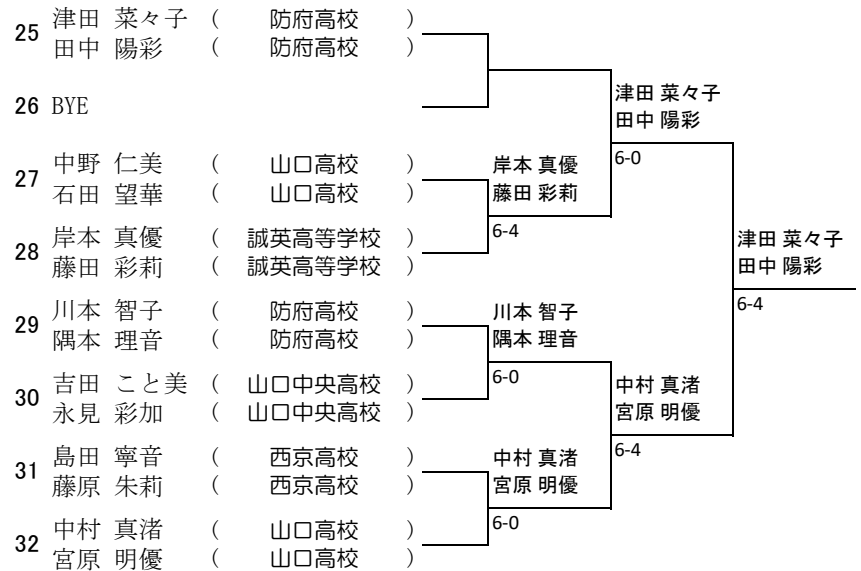 25 津田 菜々子 ( 防府高校 )
田中 陽彩 ( 防府高校 )
26 BYE
27 中野 仁美 ( 山口高校 )
石田 望華 ( 山口高校 )
28 岸本 真優 ( 誠英高等学校 )
藤田 彩莉 ( 誠英高等学校 )
29 川本 智子 ( 防府高校 )
隅本 理音 ( 防府高校 )
30 吉田 こと美 ( 山口中央高校 )
永見 彩加 ( 山口中央高校 )
31 島田 寧音 ( 西京高校 )
藤原 朱莉 ( 西京高校 )
32 中村 真渚 ( 山口高校 )
宮原 明優 ( 山口高校 )
岸本 真優
藤田 彩莉
6-4
川本 智子
隅本 理音
6-0
中村 真渚
宮原 明優
6-0
津田 菜々子
田中 陽彩
6-0
中村 真渚
宮原 明優
6-4
津田 菜々子
田中 陽彩
6-4